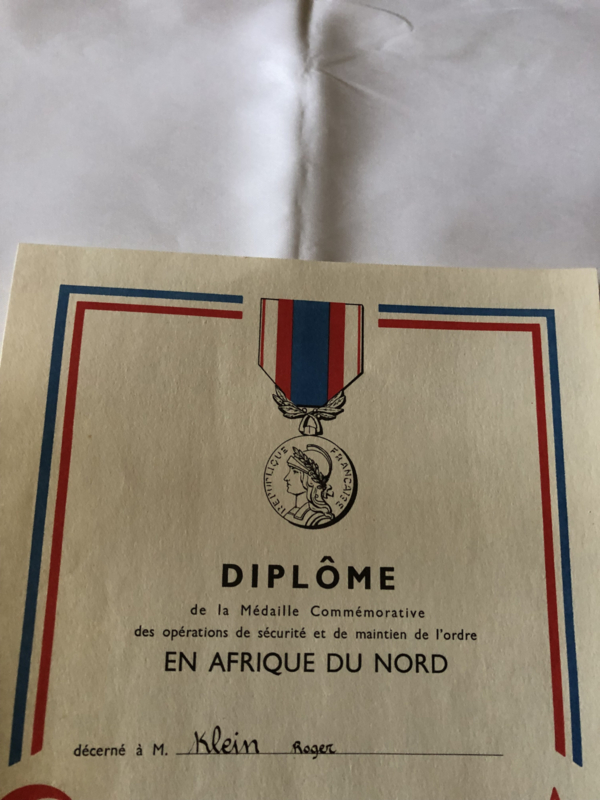 RÉPUBLIQUE FRANÇAISE
DIPLÔME
de la Médaille Commémorative
des opérations de sécurité et de maintien de l'ordre
EN AFRIQUE DU NORD
décerné à M. Klein Roger